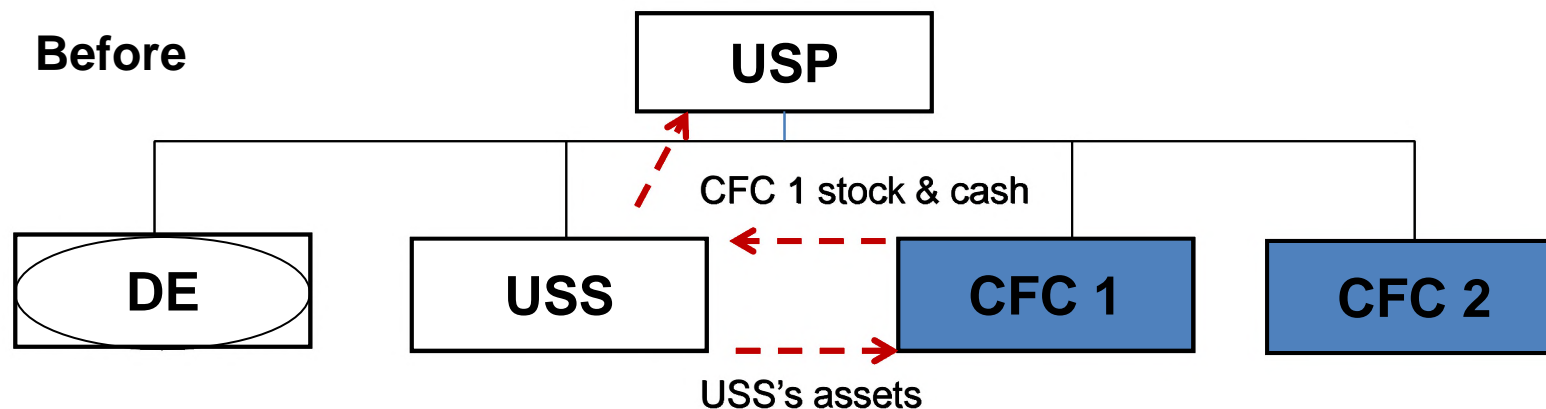 Before
USP
CFC 1 stock & cash
DE
USS
CFC 1
CFC 2
USS’s assets